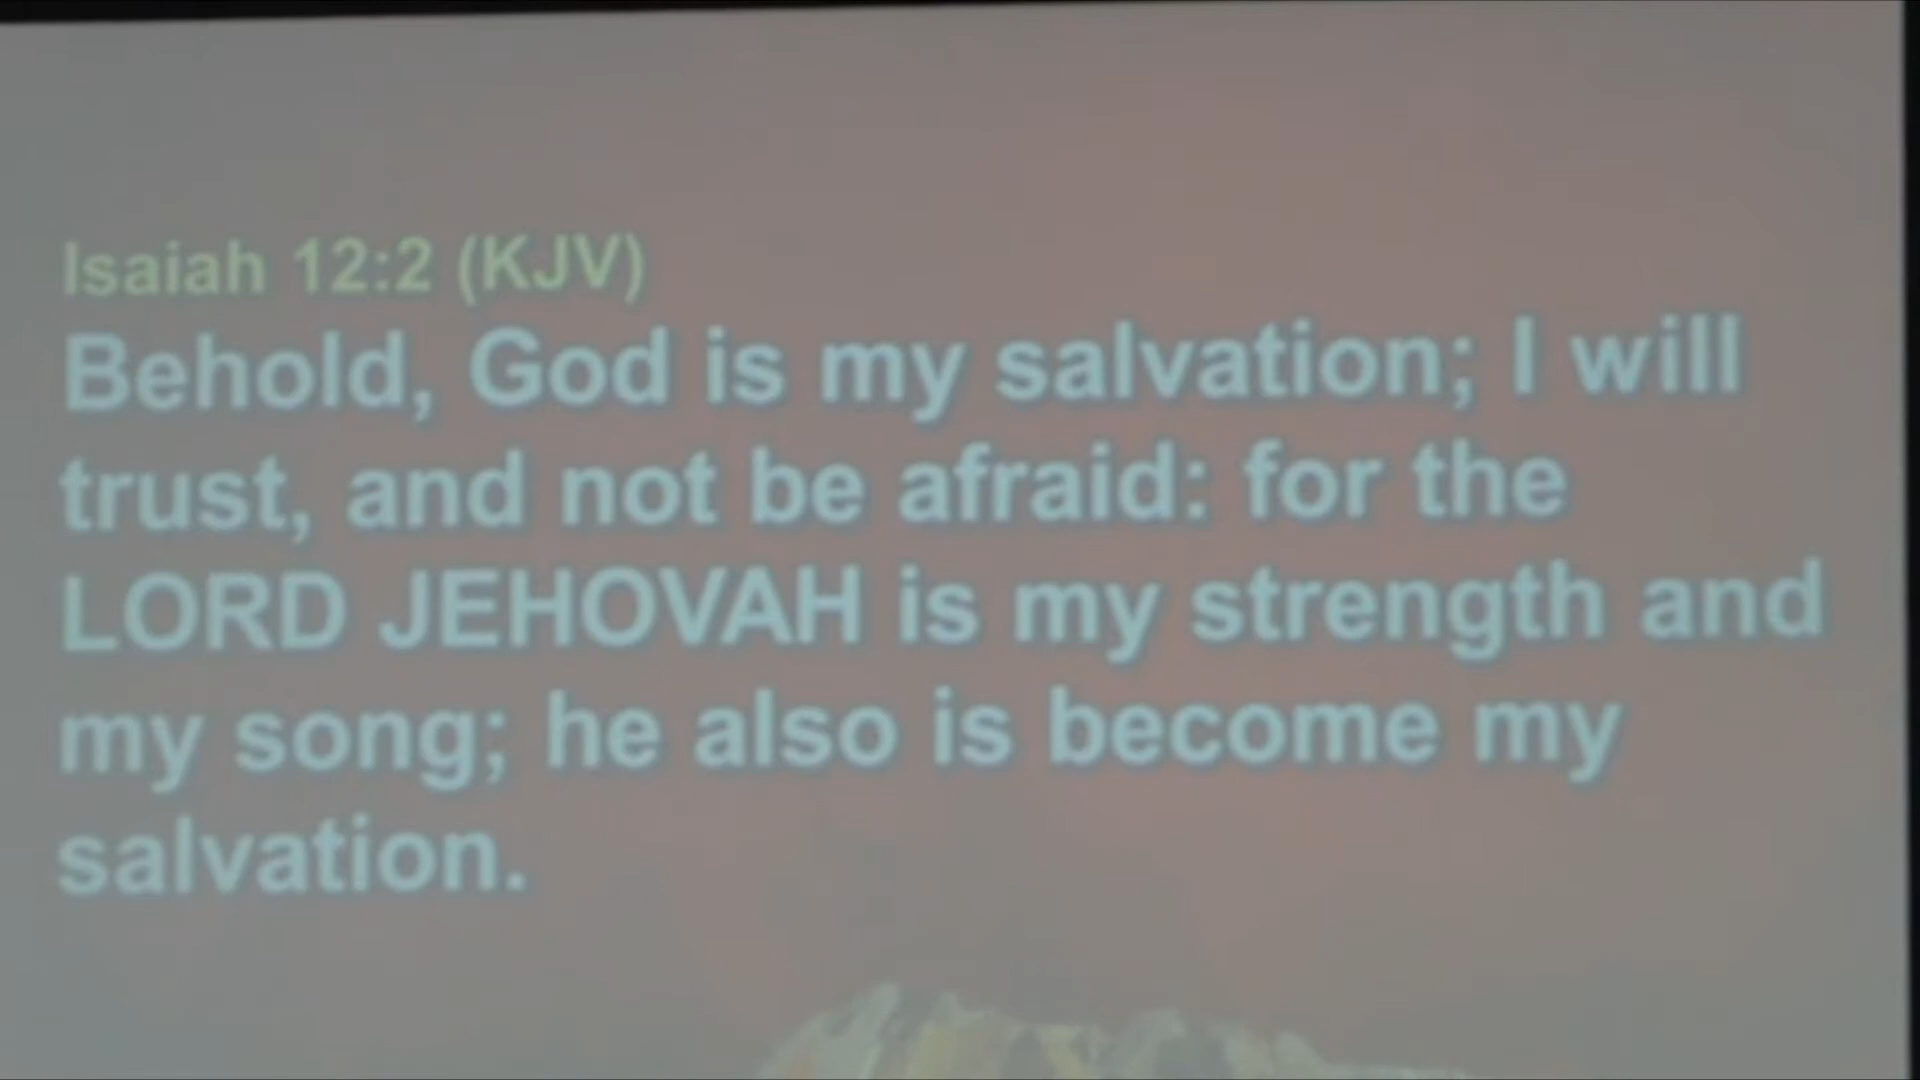 Isaiah 12:2 (KJV)
Behold, God is my salvation; I will
trust, and not be afraid: for the
LORD JEHOVAH is my strength and
my song; he also is become my
salvation.